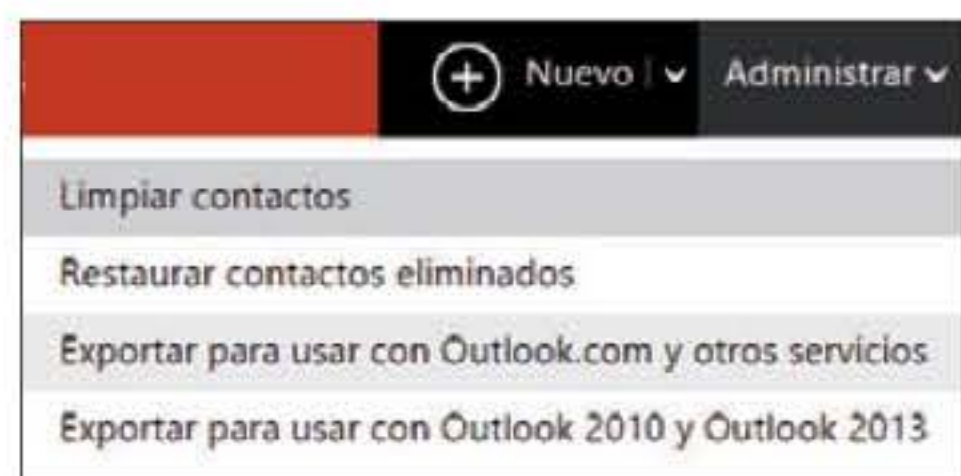 Nuevo Administrar
Limpiar contactos
Restaurar contactos eliminados
Exportar para usar con Outlook.com y otros servicios
Exportar para usar con Outlook 2010 y Outlook 2013